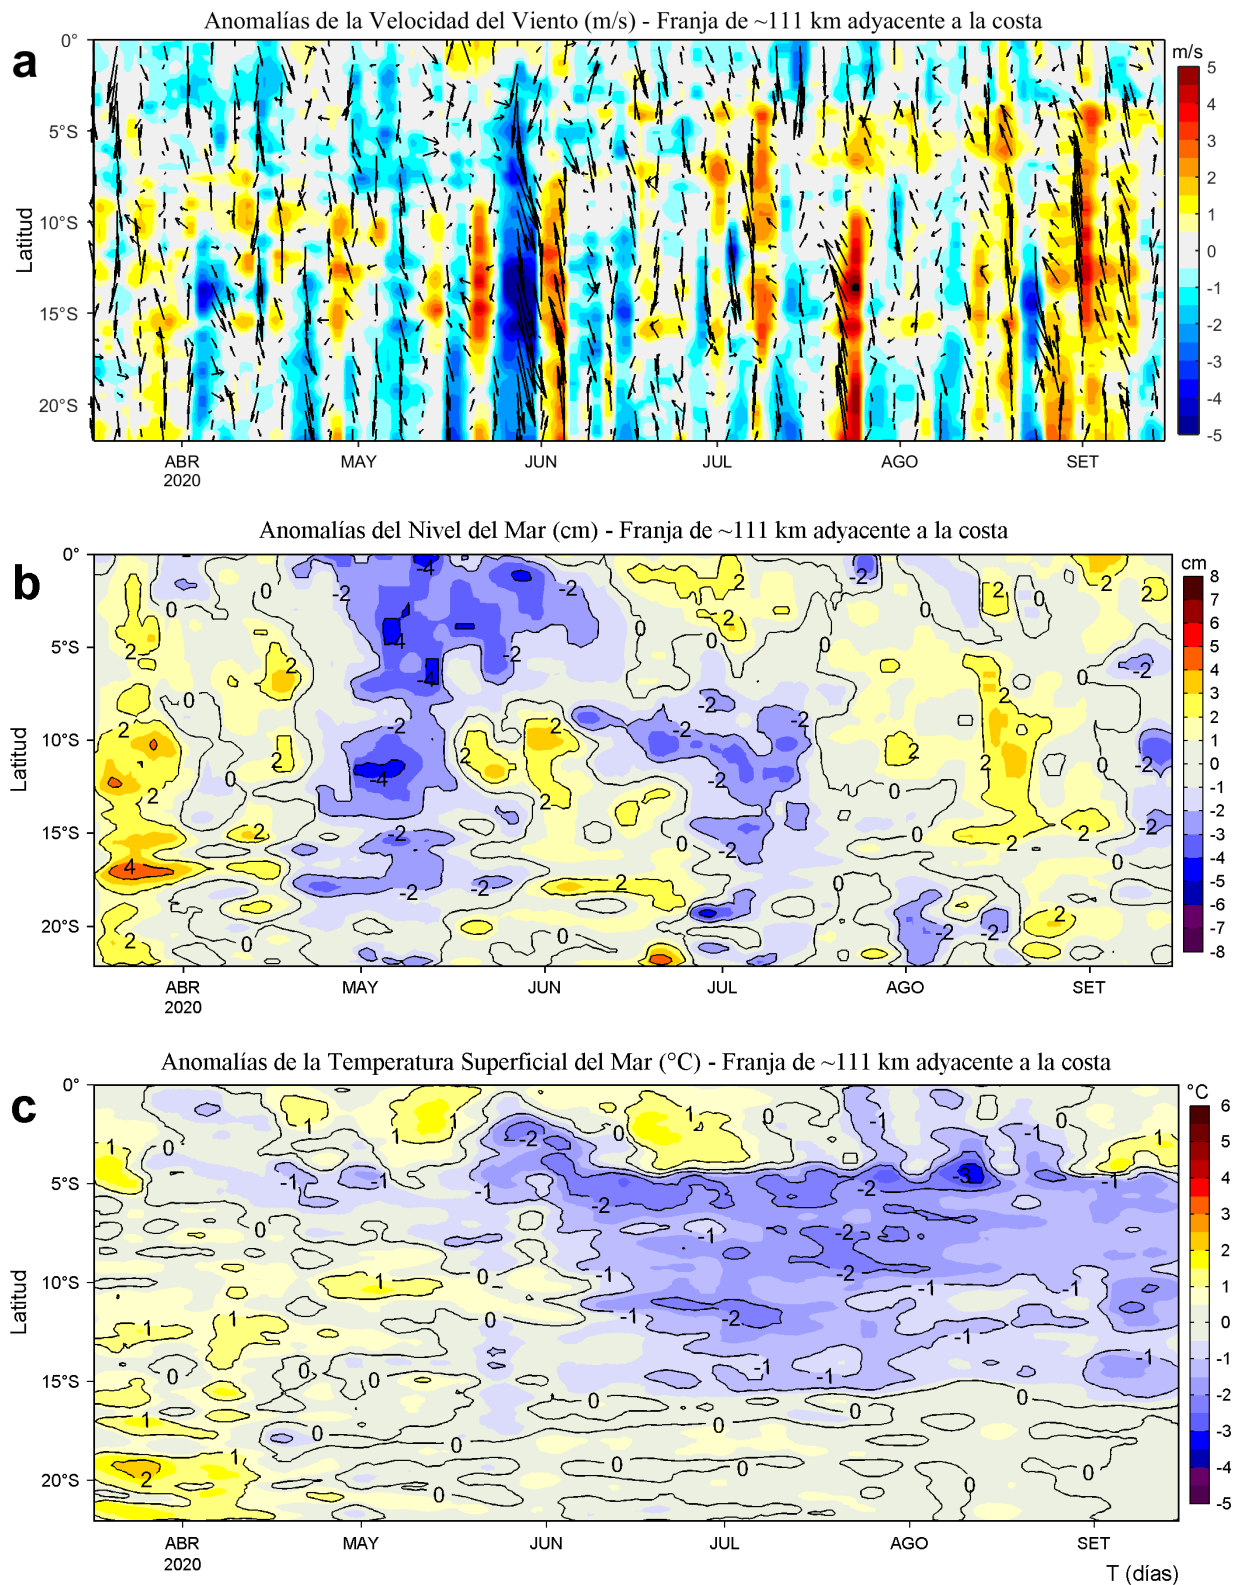 Anomalías de la Velocidad del Viento (m/s) - Franja de ~111 km adyacente a la costa
a
0°
5°S
10°S
15°S
20°S
Latitud
ABR
2020
MAY
JUN
JUL
AGO
SET
m/s
5
4
3
2
1
0
-1
-2
-3
-4
-5
Anomalías del Nivel del Mar (cm) - Franja de ~111 km adyacente a la costa
b
0°
5°S
10°S
15°S
20°S
Latitud
ABR
2020
MAY
JUN
JUL
AGO
SET
cm
8
7
6
5
4
3
2
1
0
-1
-2
-3
-4
-5
-6
-7
-8
Anomalías de la Temperatura Superficial del Mar (°C) - Franja de ~111 km adyacente a la costa
c
0°
5°S
10°S
15°S
20°S
Latitud
ABR
2020
MAY
JUN
JUL
AGO
SET
T (días)
°C
6
5
4
3
2
1
0
-1
-2
-3
-4
-5